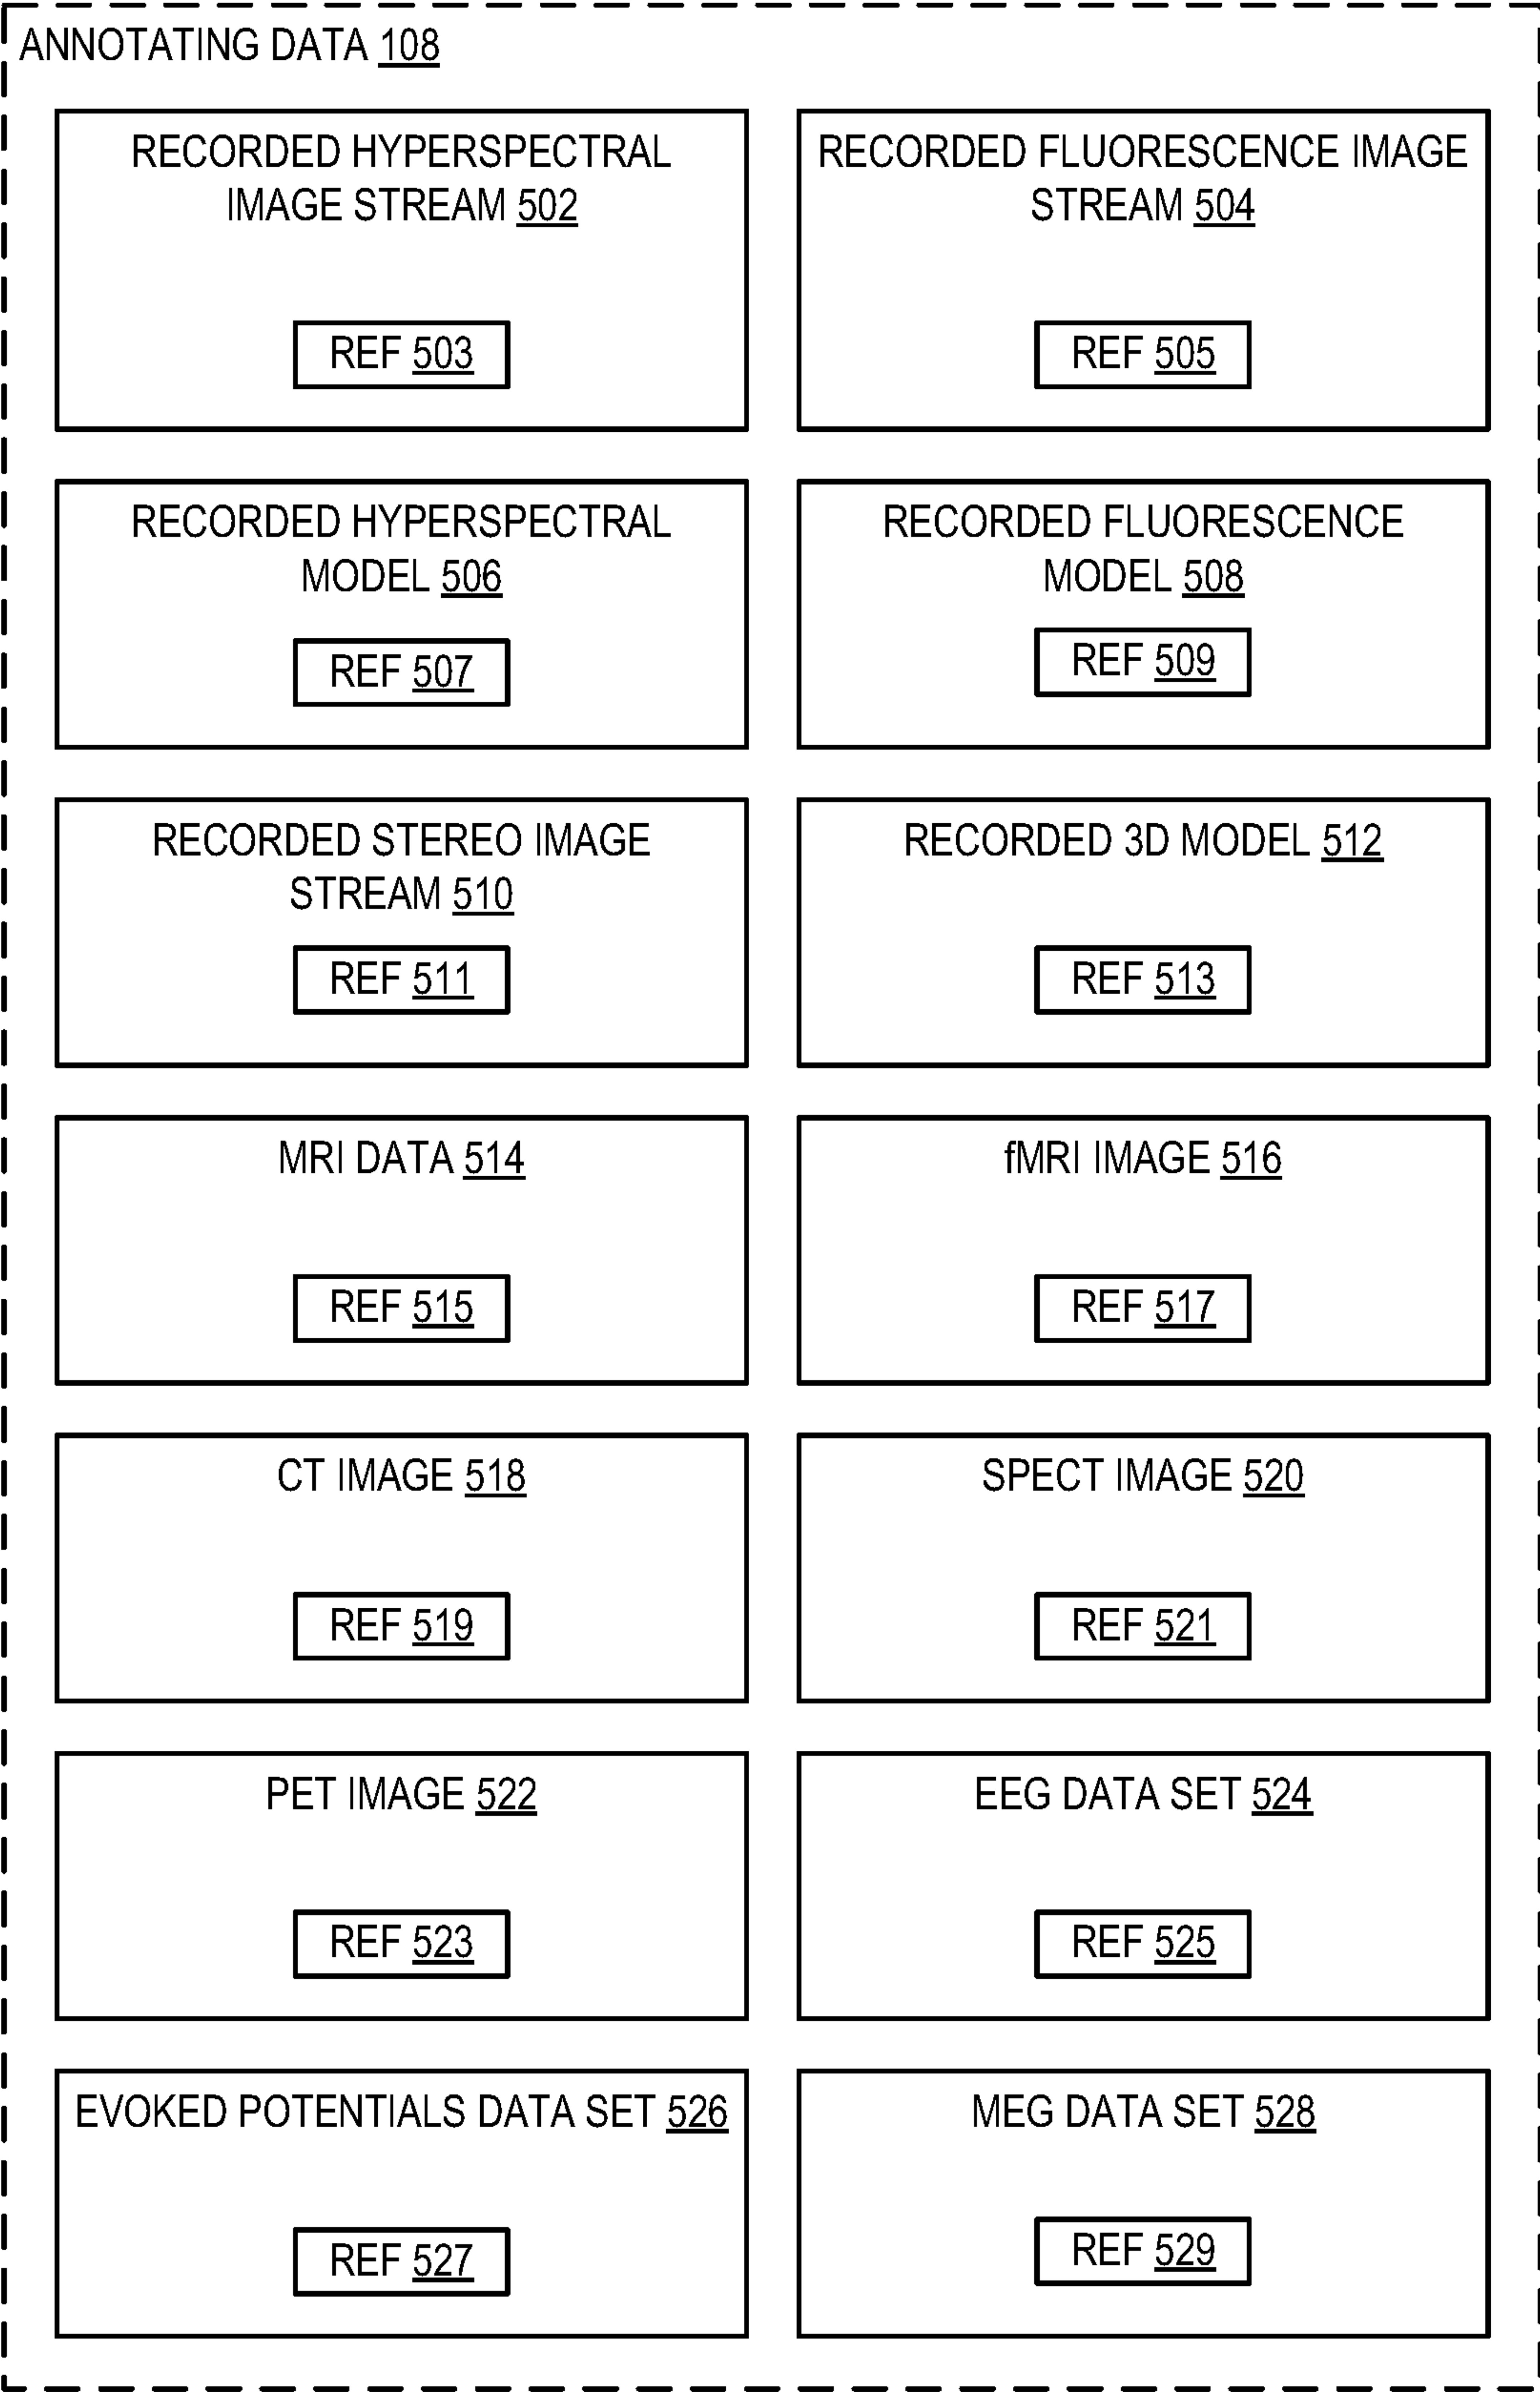 ANNOTATING DATA 108
RECORDED HYPERSPECTRAL
IMAGE STREAM 502
REF 503
RECORDED FLUORESCENCE IMAGE
STREAM 504
REF 505
RECORDED HYPERSPECTRAL
MODEL 506
REF 507
RECORDED FLUORESCENCE
MODEL 508
REF 509
RECORDED STEREO IMAGE
STREAM 510
REF 511
RECORDED 3D MODEL 512
REF 513
MRI DATA 514
REF 515
fMRI IMAGE 516
REF 517
CT IMAGE 518
REF 519
SPECT IMAGE 520
REF 521
PET IMAGE 522
REF 523
EEG DATA SET 524
REF 525
EVOKED POTENTIALS DATA SET 526
REF 527
MEG DATA SET 528
REF 529